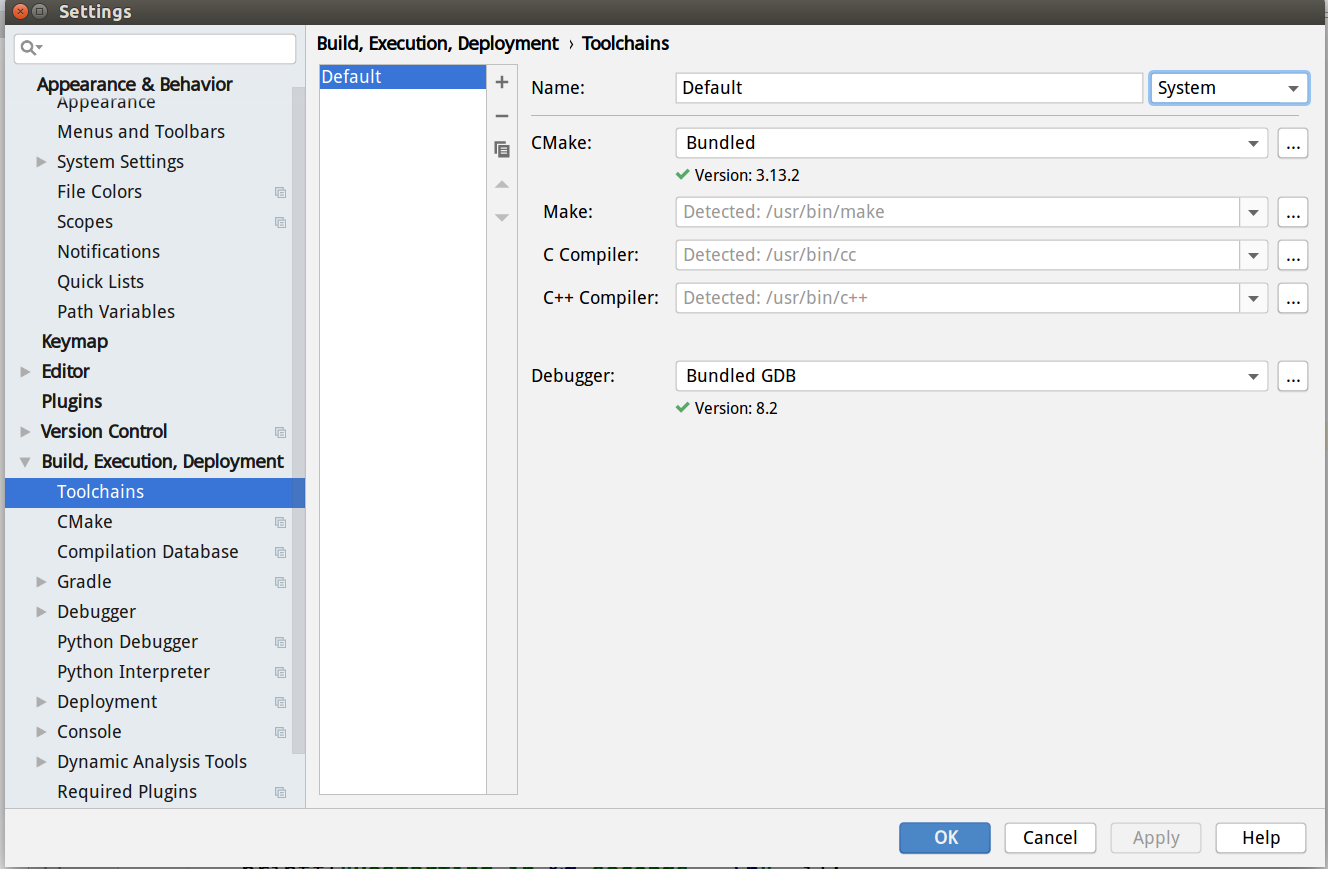 Settings
Appearance & Behavior
Appearance
Menus and Toolbars
System Settings
File Colors
Scopes
Notifications
Quick Lists
Path Variables
Keymap
Editor
Plugins
Version Control
Build, Execution, Deployment
Toolchains
CMake
Compilation Database
Gradle
Debugger
Python Debugger
Python Interpreter
Deployment
Console
Dynamic Analysis Tools
Required Plugins
Build, Execution, Deployment › Toolchains
Default
Name: Default System
CMake: Bundled ...
Version: 3.13.2
Make: Detected: /usr/bin/make ...
C Compiler: Detected: /usr/bin/cc ...
C++ Compiler: Detected: /usr/bin/c++ ...
Debugger: Bundled GDB ...
Version: 8.2
OK Cancel Apply Help